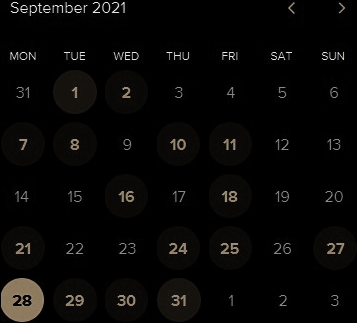 September 2021
MON TUE WED THU FRI SAT SUN
31 1 2 3 4 5 6
7 8 9 10 11 12 13
14 15 16 17 18 19 20
21 22 23 24 25 26 27
28 29 30 31 1 2 3